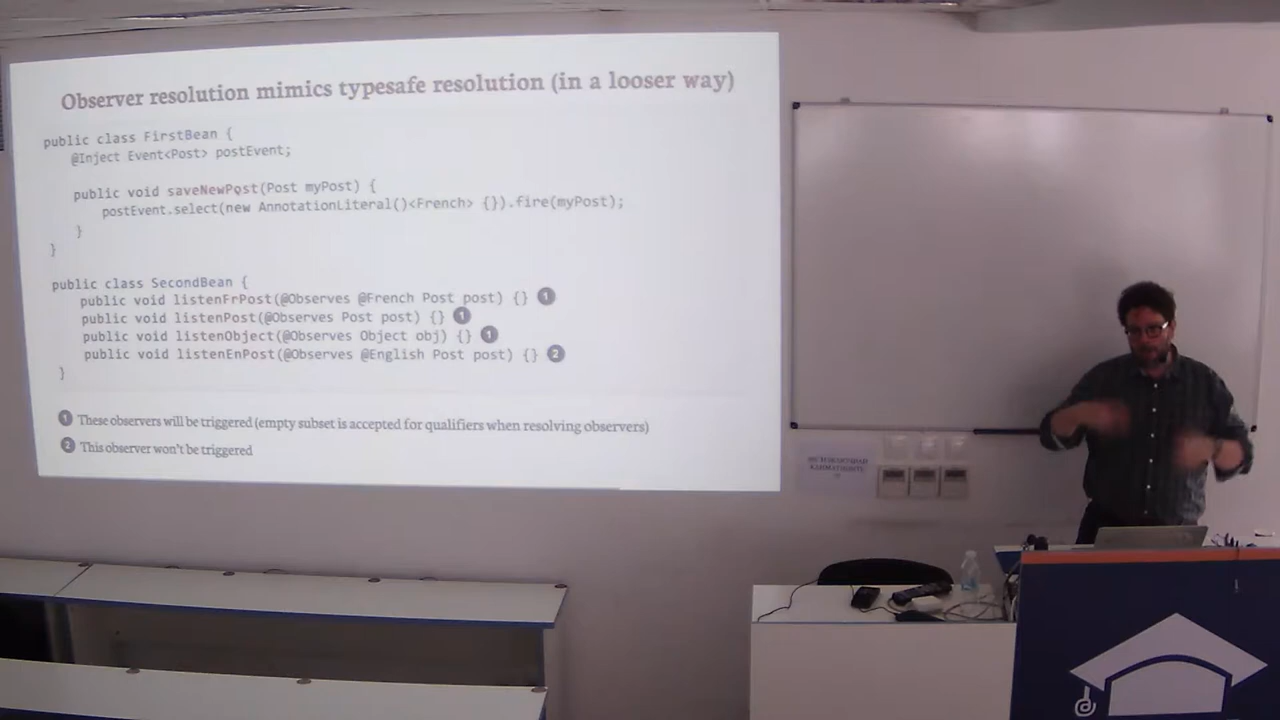 Observer resolution mimics typesafe resolution (in a looser way)
public class FirstBean {
@Inject Event<Post> postEvent;
public void saveNewPost(Post myPost) {
postEvent.select(new AnnotationLiteral()<French> {}).fire(myPost);
}
}
public class SecondBean {
public void listenFrPost(@Observes @French Post post) {} 1
public void listenPost(@Observes Post post) {} 1
public void listenObject(@Observes Object obj) {} 1
public void listenEnPost(@Observes @English Post post) {} 2
}
1 These observers will be triggered (empty subset is accepted for qualifiers when resolving observers)
2 This observer won't be triggered